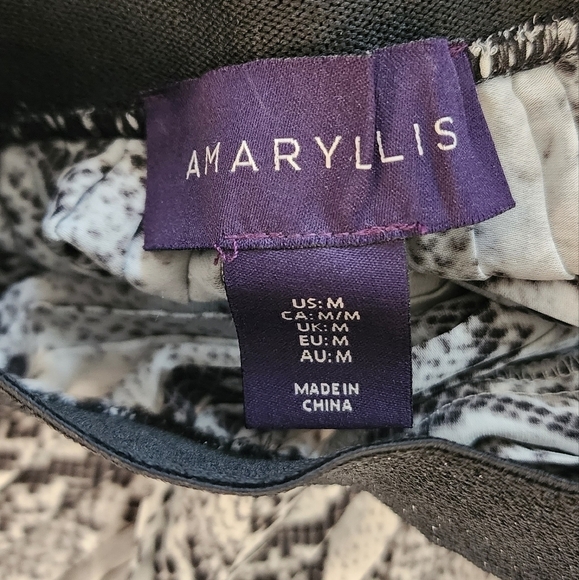 AMARYLLIS
US: M
CA: M/M
UK: M
EU: M
AU: M
MADE IN
CHINA